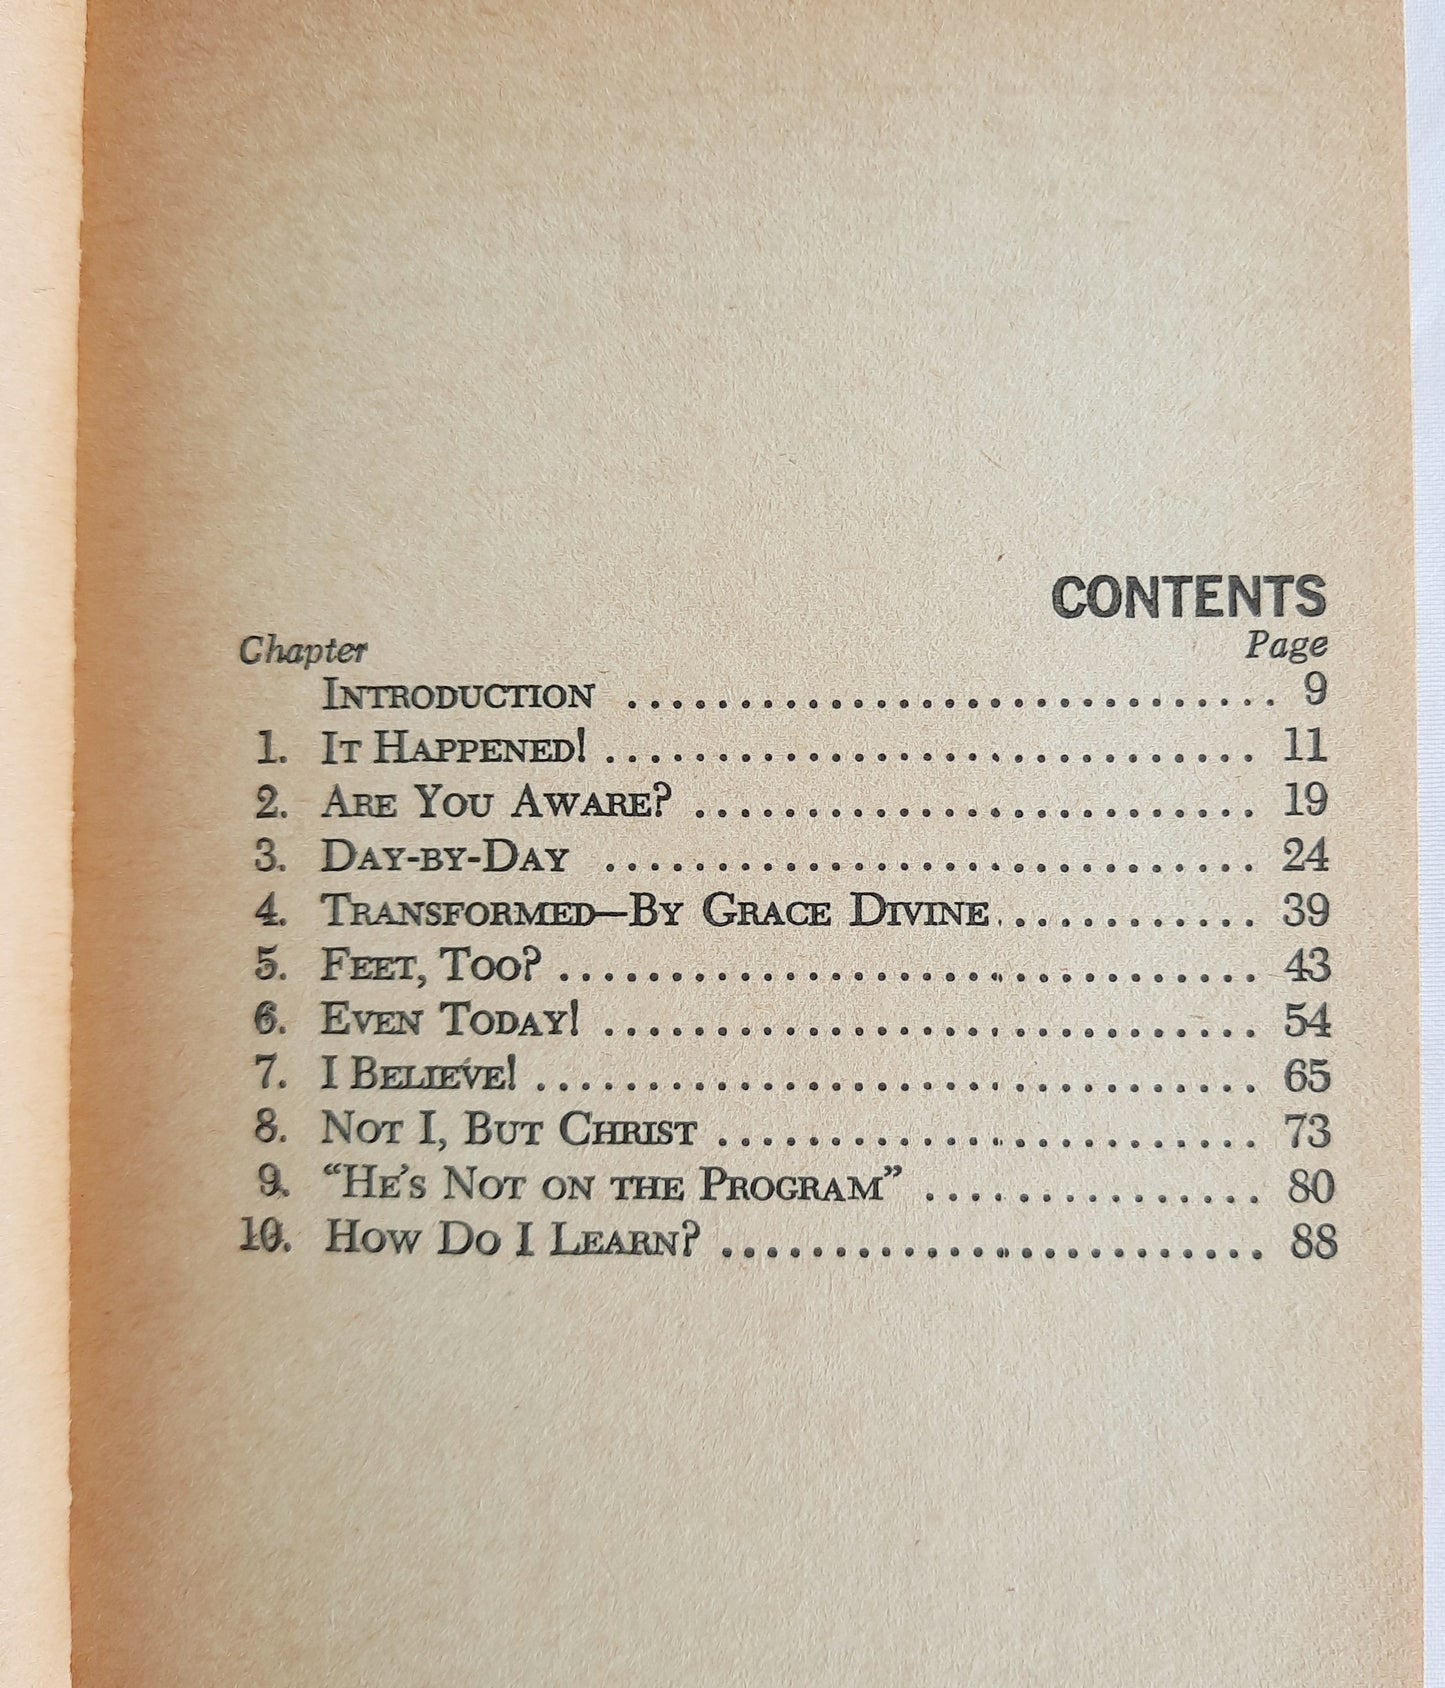 CONTENTS
Chapter Page
INTRODUCTION .............................. 9
1. IT HAPPENED! ............................. 11
2. ARE YOU AWARE? ......................... 19
3. DAY-BY-DAY ............................. 24
4. TRANSFORMED—BY GRACE DIVINE ............ 39
5. FEET, TOO? ............................... 43
6. EVEN TODAY! ............................. 54
7. I BELIEVE! ................................ 65
8. NOT I, BUT CHRIST ........................ 73
9. “HE’S NOT ON THE PROGRAM” ............... 80
10. HOW DO I LEARN? ........................ 88